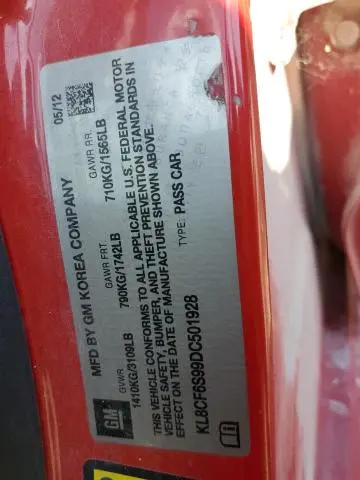 MFD BY GM KOREA COMPANY
05/12
GVWR
GAWR FRT.
GAWR RR.
1410KG/3109LB
790KG/1742LB
710KG/1565LB
THIS VEHICLE CONFORMS TO ALL APPLICABLE U.S. FEDERAL MOTOR
VEHICLE SAFETY, BUMPER, AND THEFT PREVENTION STANDARDS IN
EFFECT ON THE DATE OF MANUFACTURE SHOWN ABOVE.
TYPE: PASS CAR
KL8CF6S99DC501928
GM